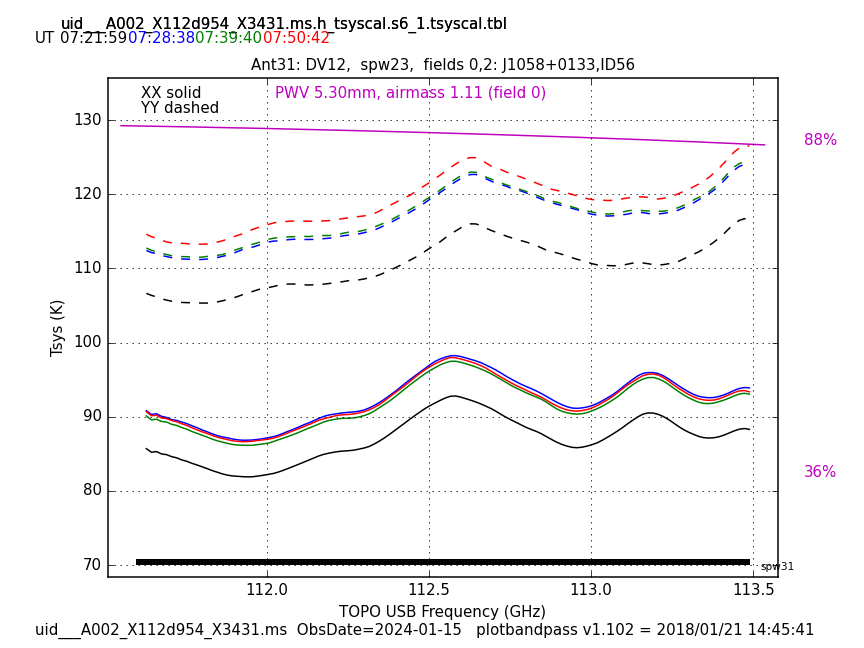 uid___A002_X112d954_X3431.ms.h_tsyscal.s6_1.tsyscal.tbl
UT 07:21:59 07:28:38 07:39:40 07:50:42
Ant31: DV12,  spw23,  fields 0,2: J1058+0133,ID56
XX solid
YY dashed
PWV 5.30mm, airmass 1.11 (field 0)
130
120
110
100
90
80
70
Tsys (K)
88%
36%
spw31
112.0 112.5 113.0 113.5
TOPO USB Frequency (GHz)
uid___A002_X112d954_X3431.ms  ObsDate=2024-01-15   plotbandpass v1.102 = 2018/01/21 14:45:41